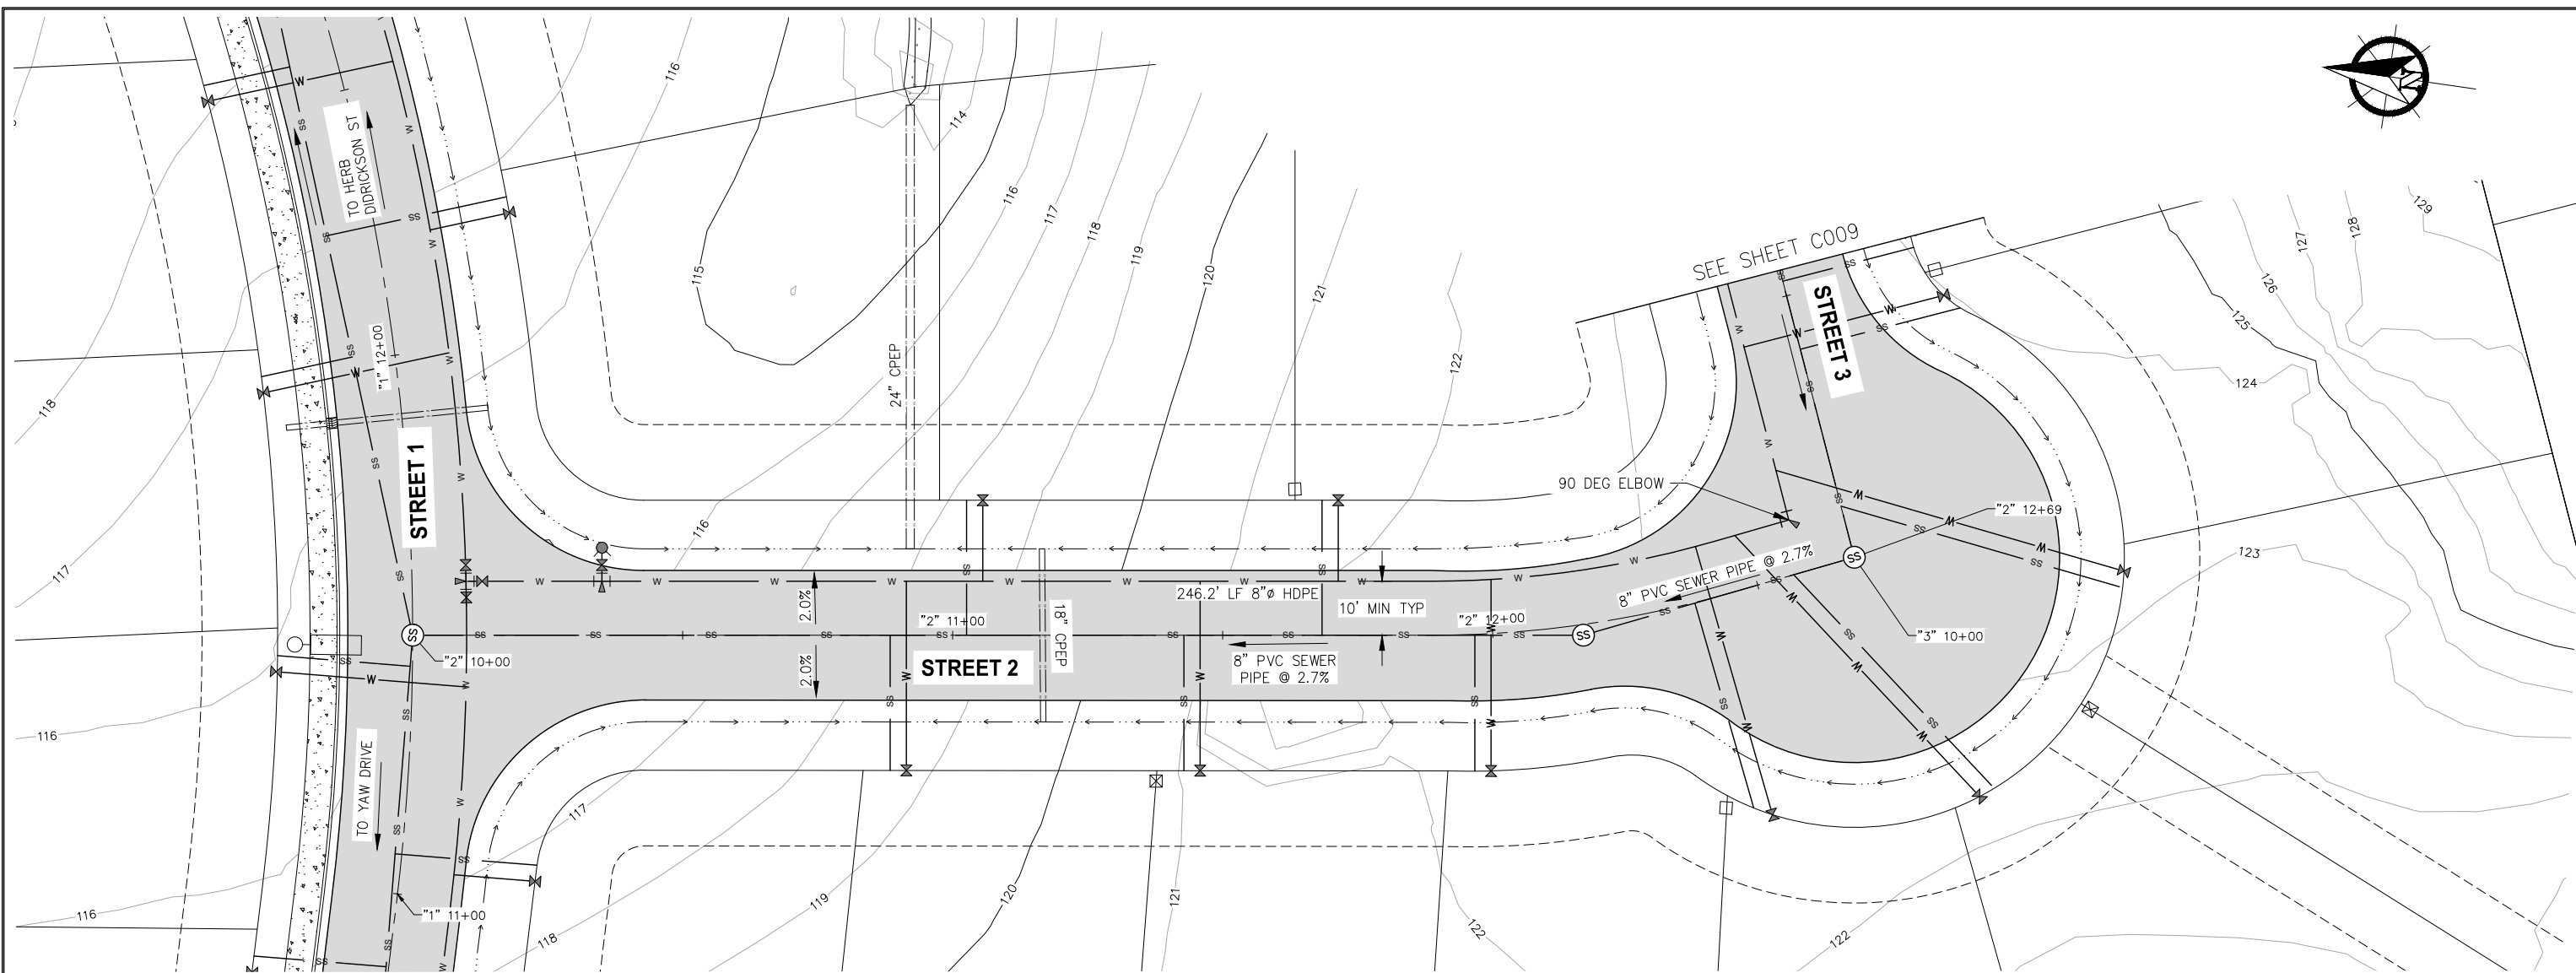 TO HERB
DIDRICKSON ST
"1" 12+00
STREET 1
TO YAW DRIVE
"1" 11+00
"2" 10+00
118
117
116
116
116
115
114
116
117
118
119
120
121
122
24" CPEP
116
2.0%
2.0%
"2" 11+00
STREET 2
18" CPEP
246.2' LF 8"Ø HDPE
10' MIN TYP
"2" 12+00
8" PVC SEWER
PIPE @ 2.7%
8" PVC SEWER PIPE @ 2.7%
90 DEG ELBOW
SEE SHEET C009
STREET 3
"2" 12+69
"3" 10+00
117
118
119
120
121
122
122
123
124
125
126
127
128
129
N
W
SS